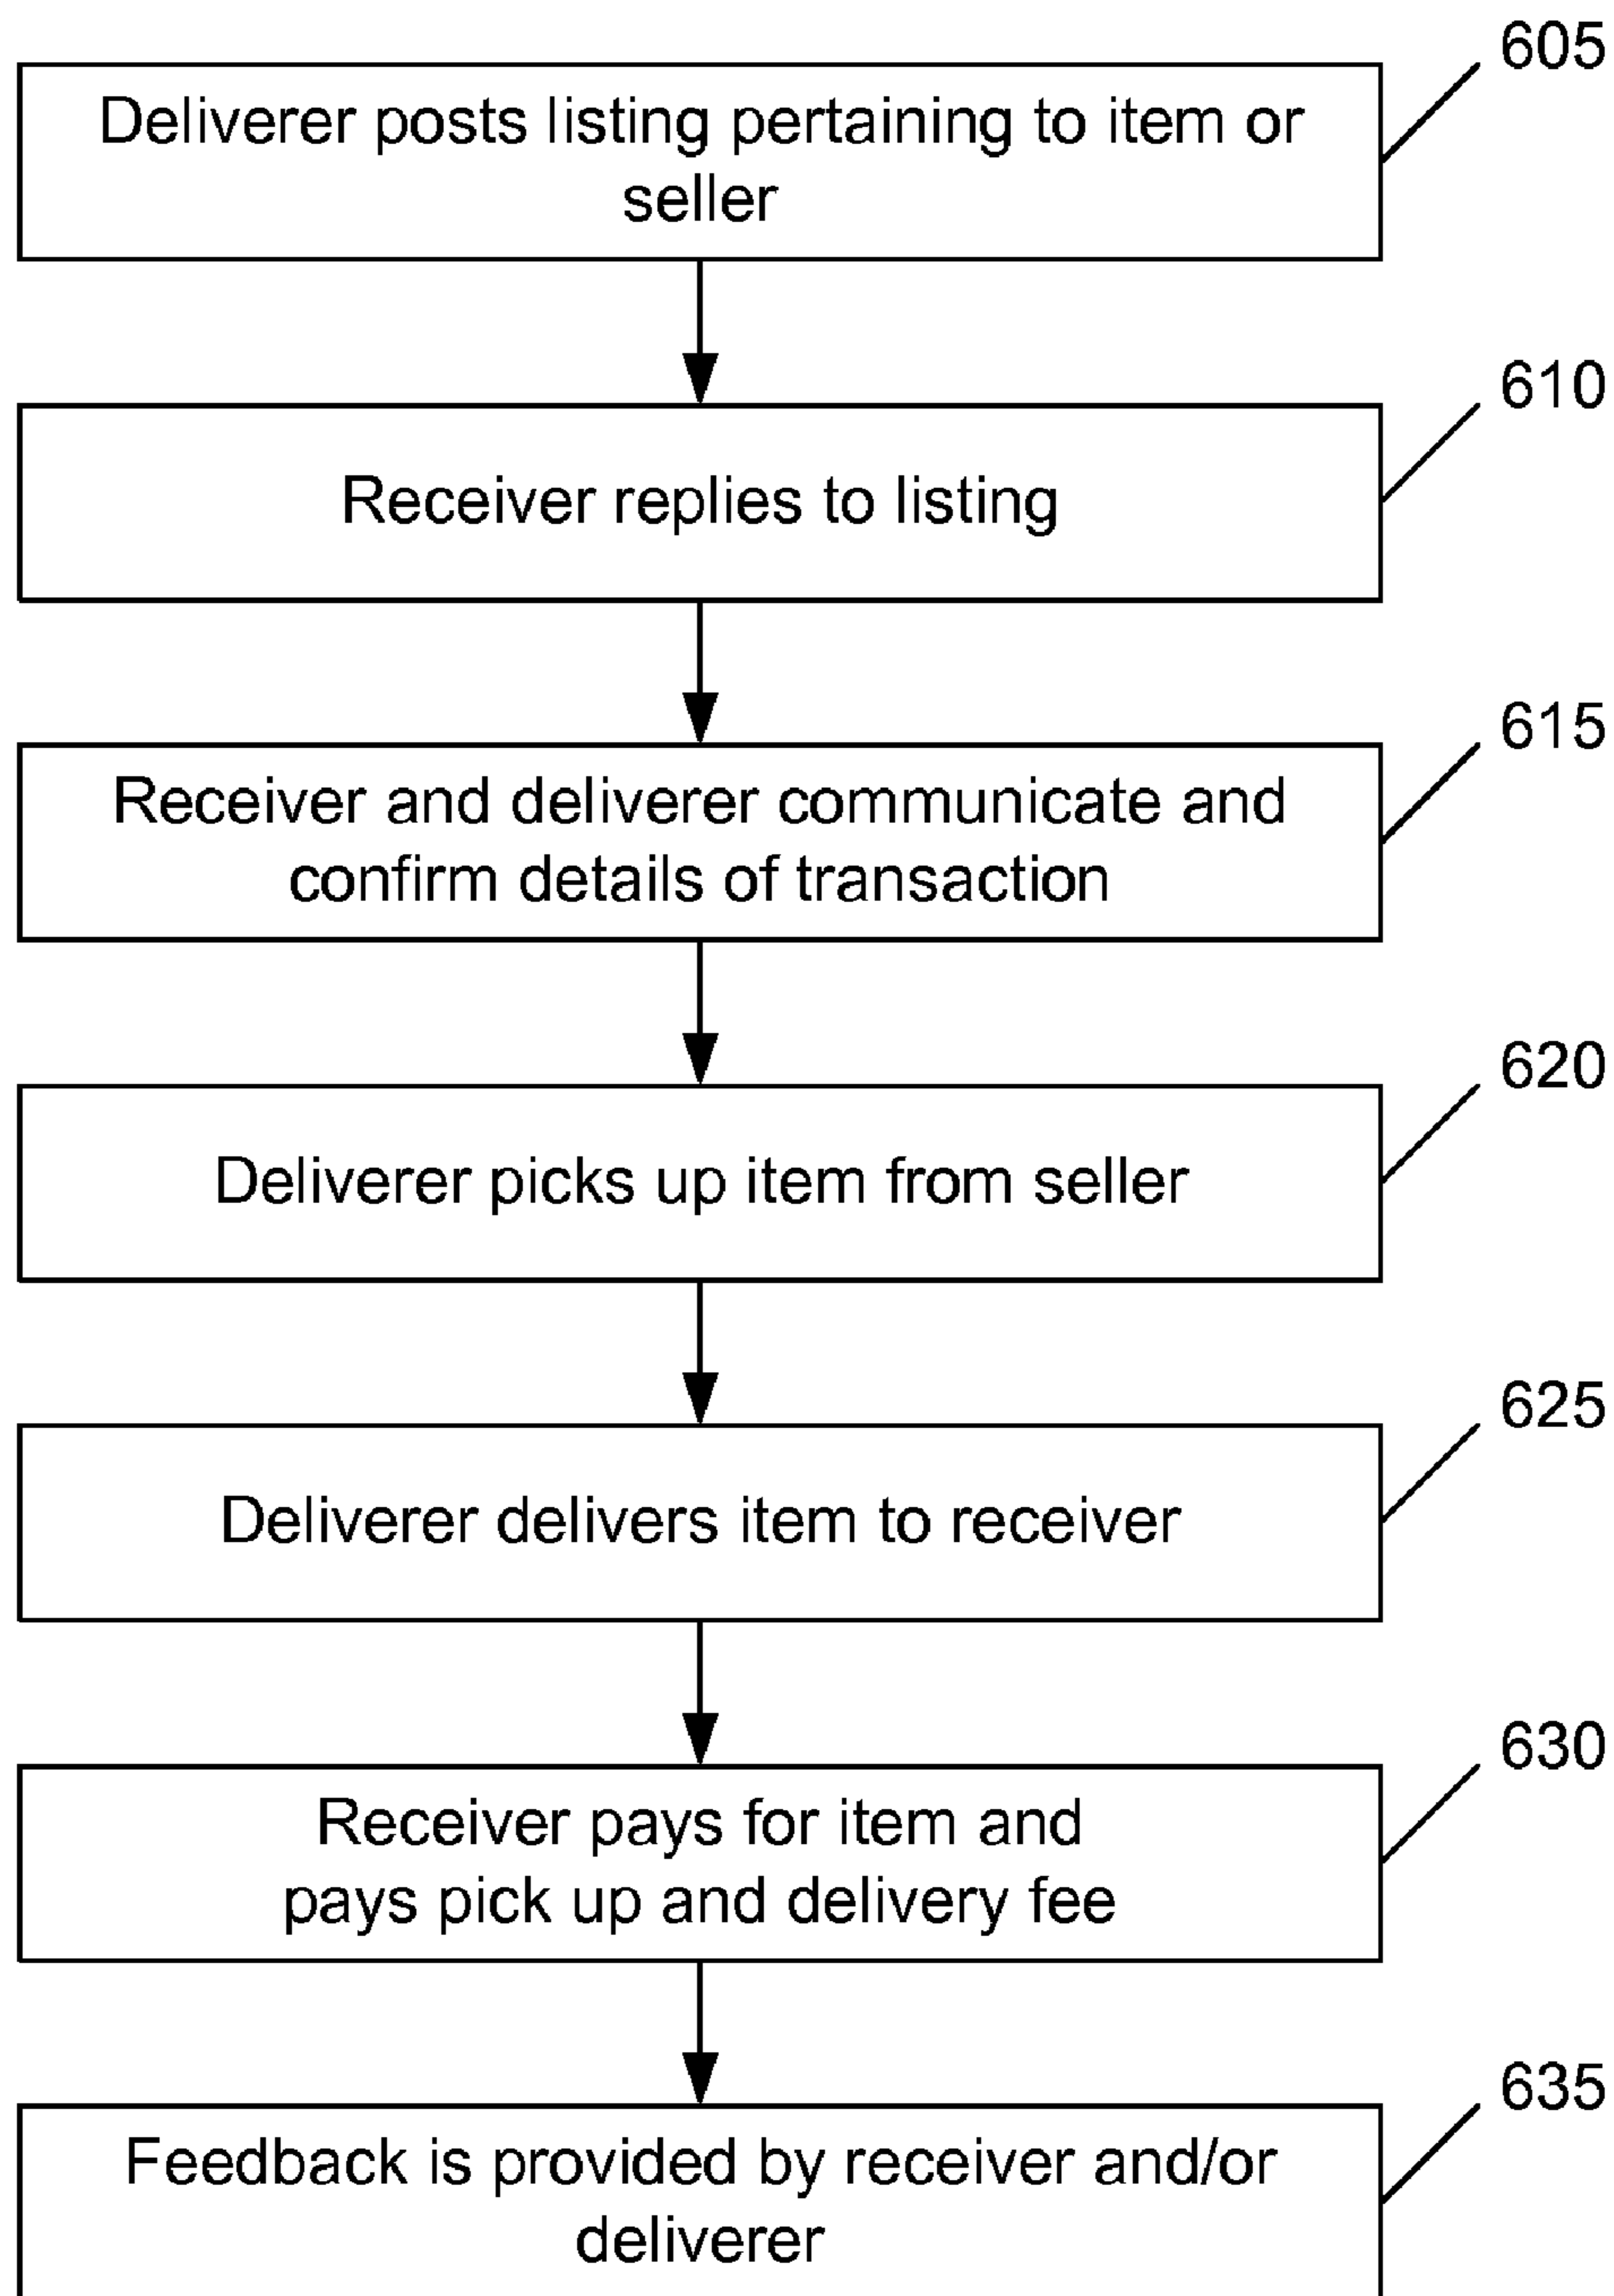 605
Deliverer posts listing pertaining to item or
seller
610
Receiver replies to listing
615
Receiver and deliverer communicate and
confirm details of transaction
620
Deliverer picks up item from seller
625
Deliverer delivers item to receiver
630
Receiver pays for item and
pays pick up and delivery fee
635
Feedback is provided by receiver and/or
deliverer